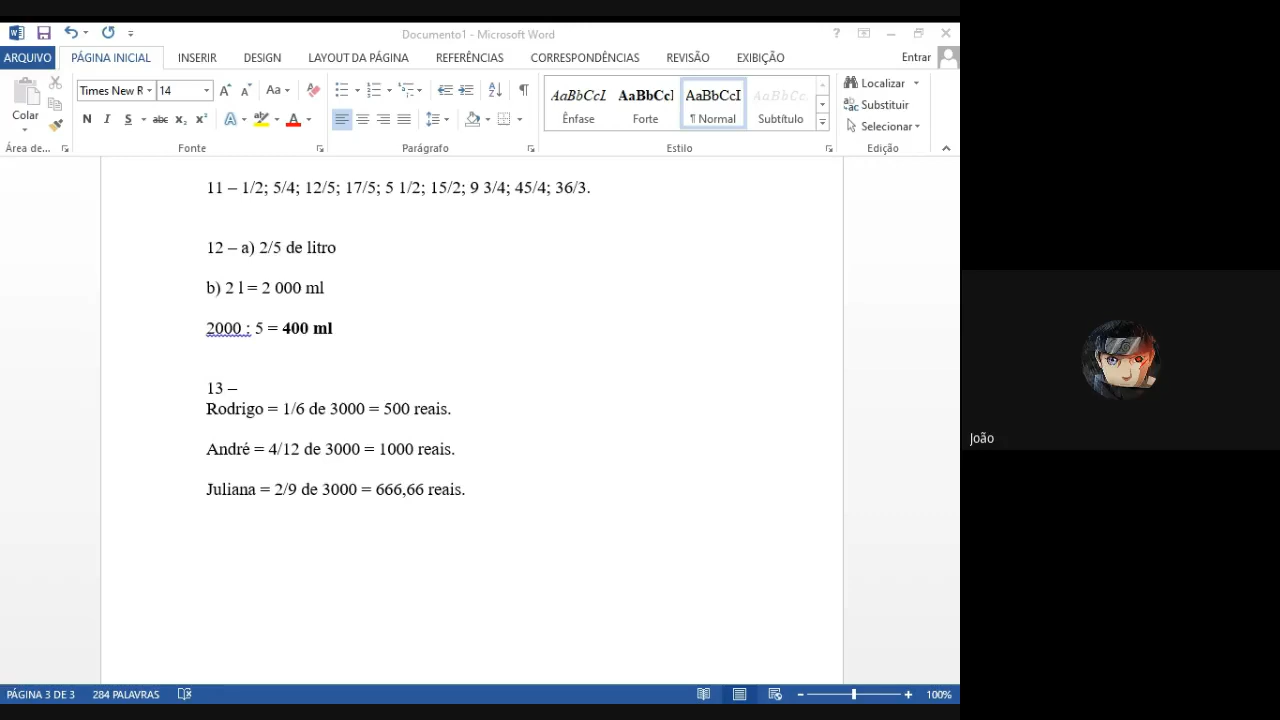 Documento1 - Microsoft Word
ARQUIVO PÁGINA INICIAL INSERIR DESIGN LAYOUT DA PÁGINA REFERÊNCIAS CORRESPONDÊNCIAS REVISÃO EXIBIÇÃO Entrar
Colar
Times New R 14
AaBbCcI AaBbCc AaBbCcI AaBbCc
Ênfase Forte ¶ Normal Subtítulo
Localizar
Substituir
Selecionar
Área de... Fonte Parágrafo Estilo Edição
11 – 1/2; 5/4; 12/5; 17/5; 5 1/2; 15/2; 9 3/4; 45/4; 36/3.
12 – a) 2/5 de litro
b) 2 l = 2 000 ml
2000 : 5 = 400 ml
13 –
Rodrigo = 1/6 de 3000 = 500 reais.
André = 4/12 de 3000 = 1000 reais.
Juliana = 2/9 de 3000 = 666,66 reais.
João
PÁGINA 3 DE 3 284 PALAVRAS 100%